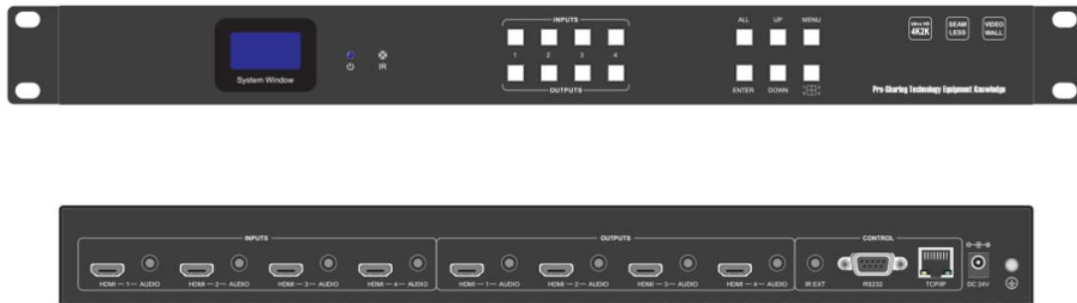 INPUTS
ALL UP MENU
Ultra HD
4K2K
SEAM
LESS
VIDEO
WALL
1 2 3 4
System Window
IR
OUTPUTS
ENTER DOWN
Pro-Sharing Technology Equipment Knowledge
INPUTS OUTPUTS CONTROL
HDMI 1 AUDIO HDMI 2 AUDIO HDMI 3 AUDIO HDMI 4 AUDIO HDMI 1 AUDIO HDMI 2 AUDIO HDMI 3 AUDIO HDMI 4 AUDIO IR EXT RS232 TCP/IP DC 24V